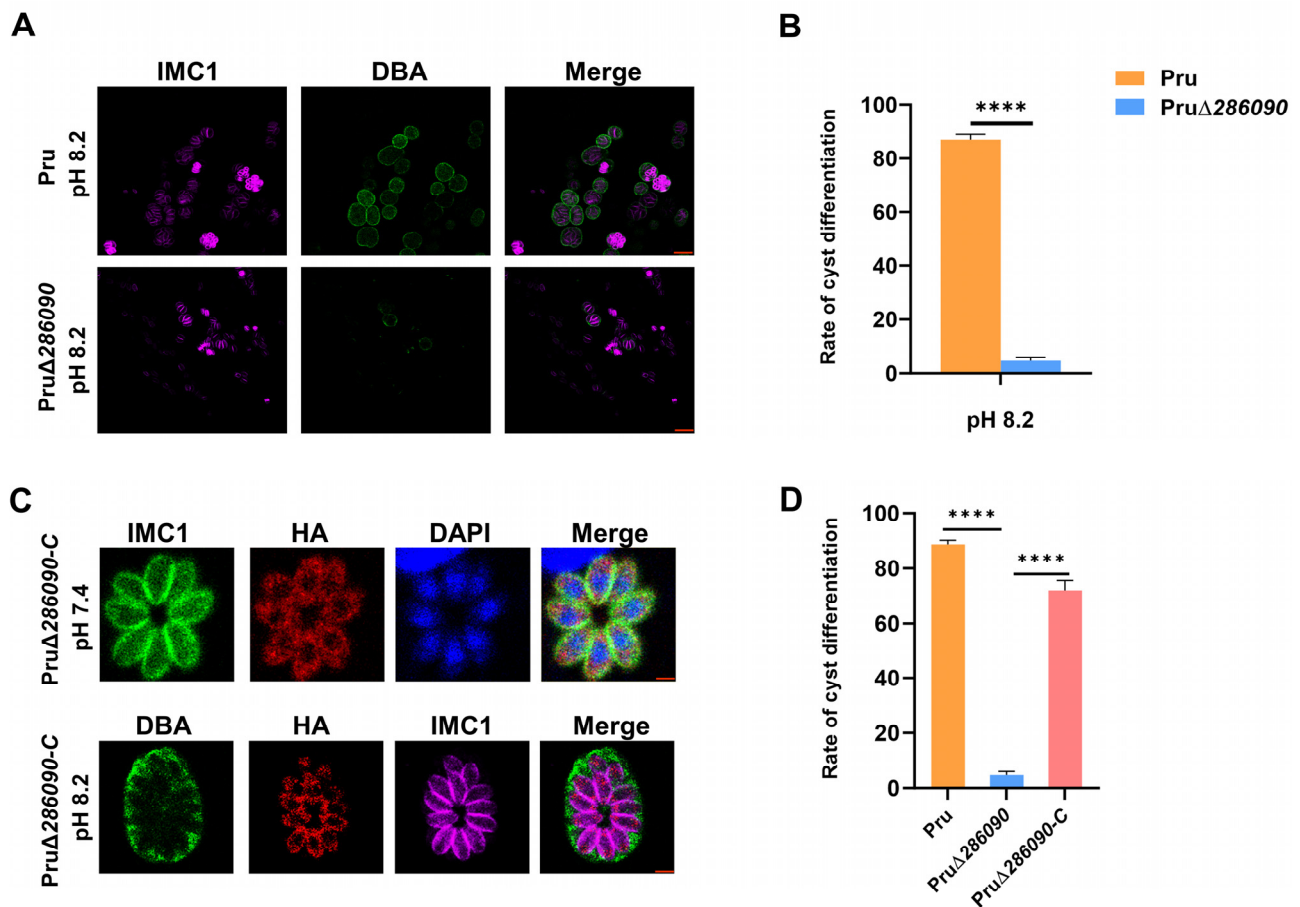 A
IMC1 DBA Merge
Pru
pH 8.2
PruΔ286090
pH 8.2
B
Pru
PruΔ286090
****
Rate of cyst differentiation
100
80
60
40
20
0
pH 8.2
C
IMC1 HA DAPI Merge
PruΔ286090-C
pH 7.4
DBA HA IMC1 Merge
PruΔ286090-C
pH 8.2
D
****
****
Rate of cyst differentiation
100
80
60
40
20
0
Pru
PruΔ286090
PruΔ286090-C